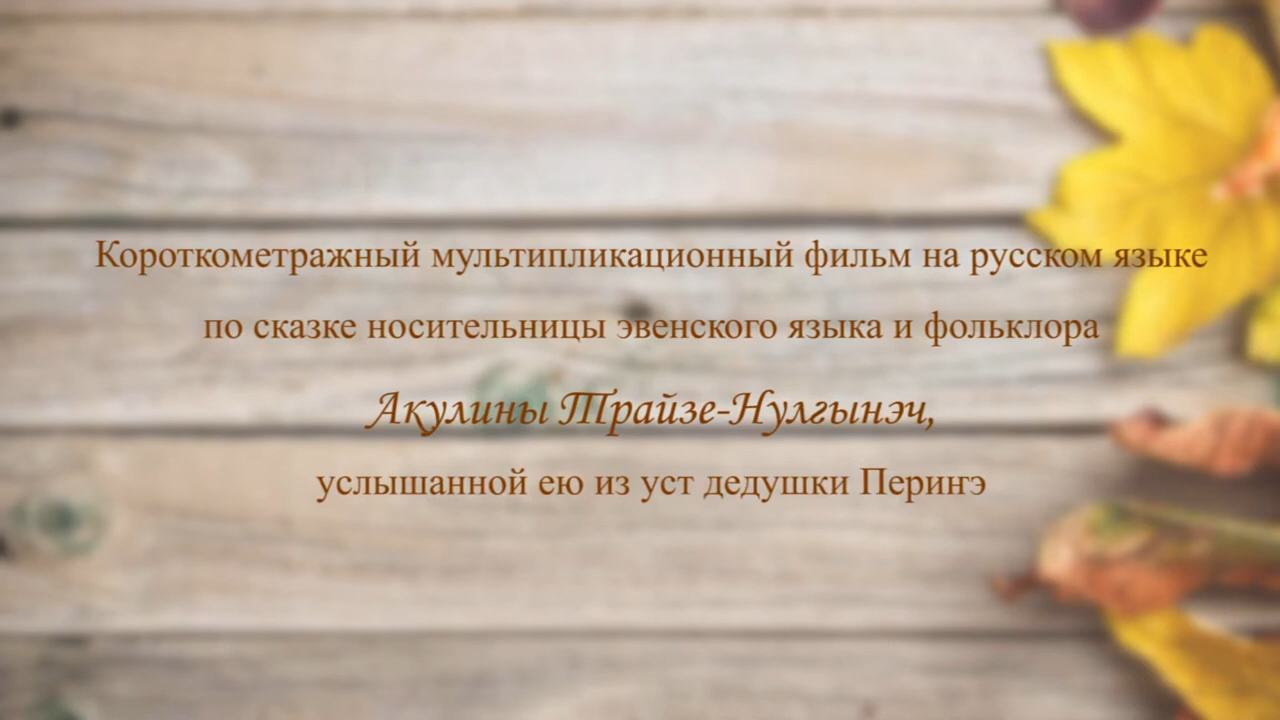 Короткометражный мультипликационный фильм на русском языке
по сказке носительницы эвенского языка и фольклора
Акулины Трайзе-Нулгынэч,
услышанной ею из уст дедушки Периҥэ